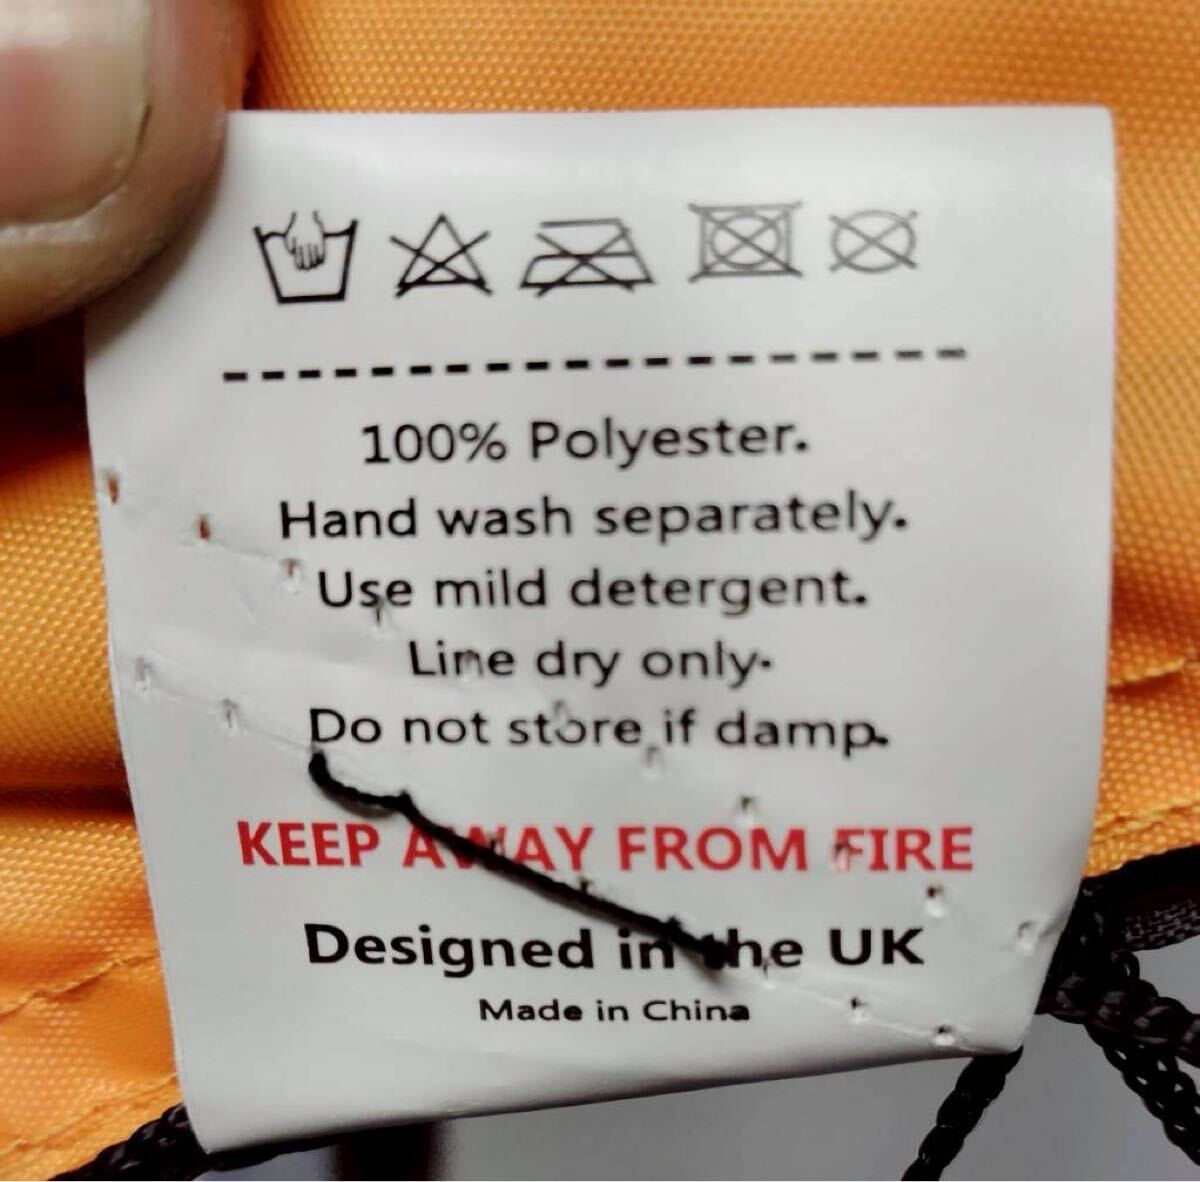 100% Polyester.
Hand wash separately.
Use mild detergent.
Line dry only.
Do not store if damp.
KEEP AWAY FROM FIRE
Designed in the UK
Made in China